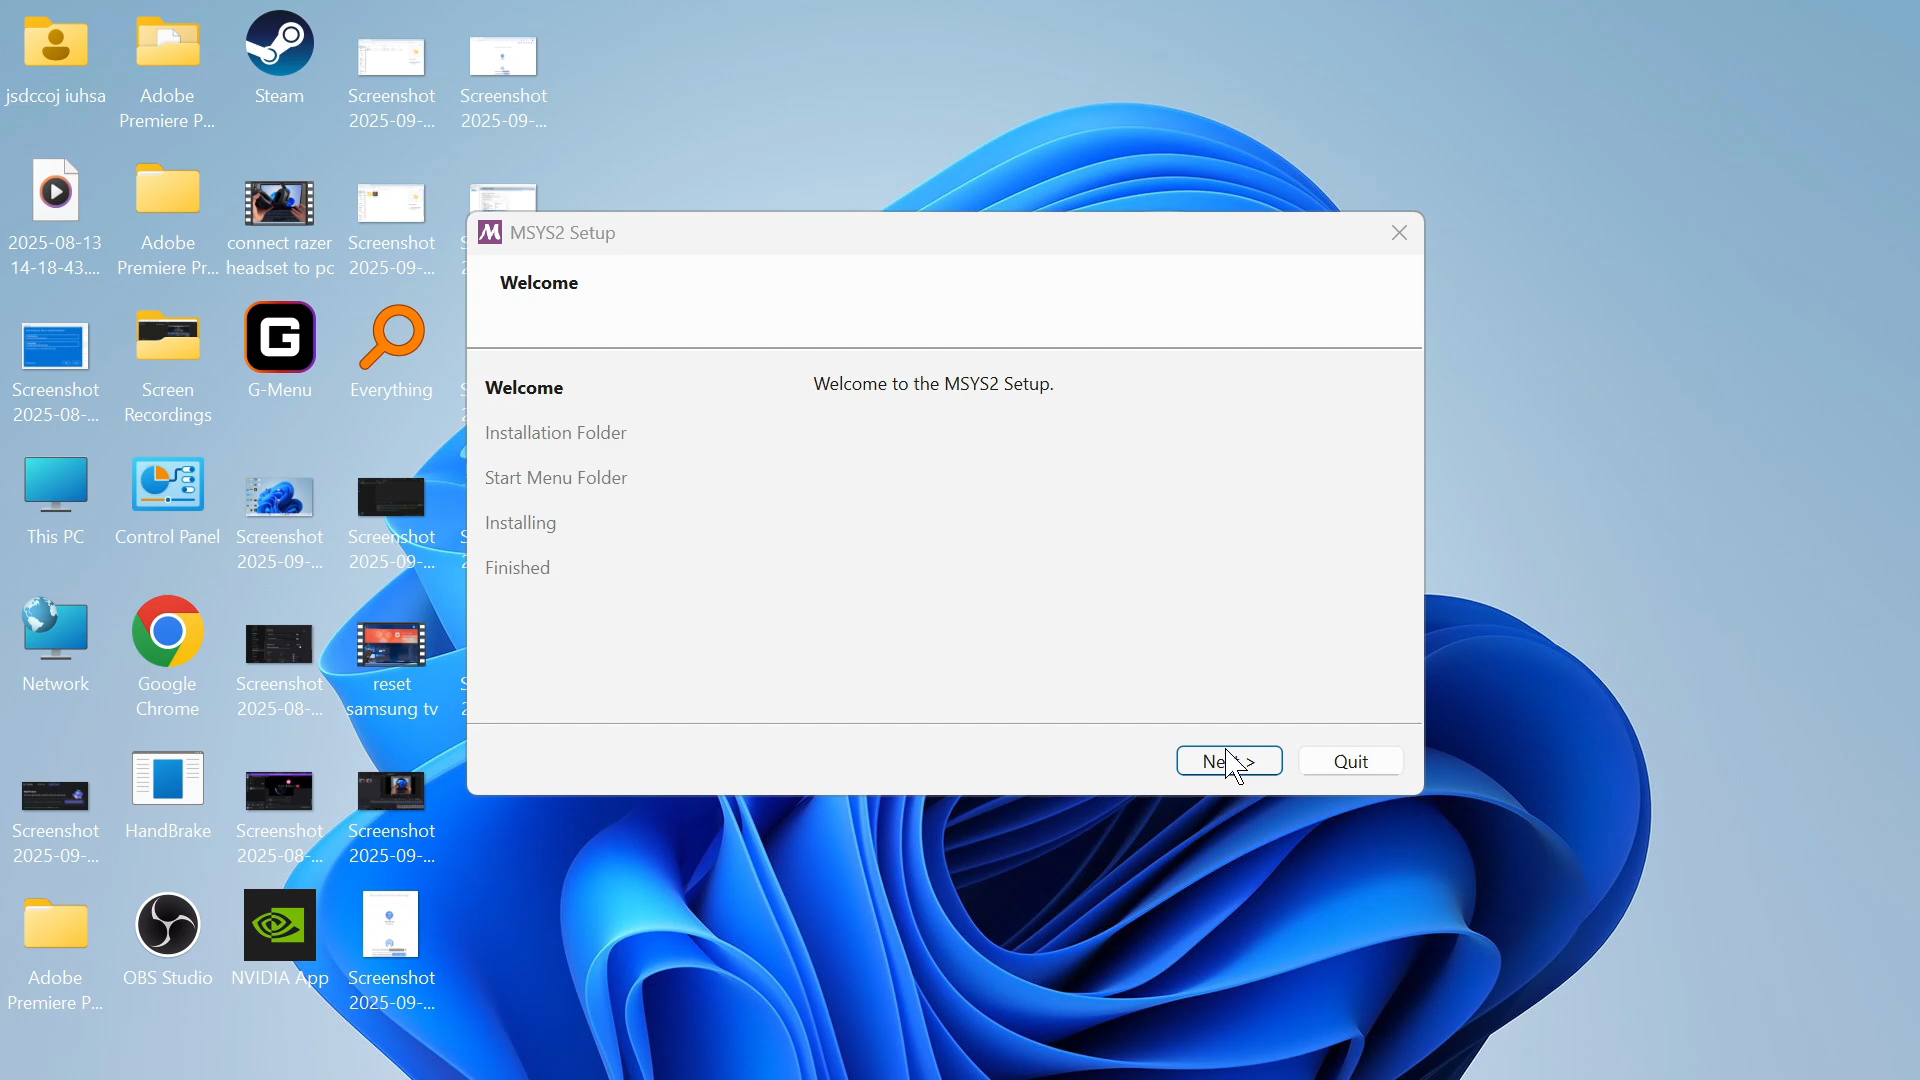 jsdccoj iuhsa
Adobe
Premiere P...
Steam
Screenshot
2025-09-...
Screenshot
2025-09-...
2025-08-13
14-18-43....
Adobe
Premiere Pr...
connect razer
headset to pc
Screenshot
2025-09-...
MSYS2 Setup
Welcome
Screenshot
2025-08-...
Screen
Recordings
G-Menu
Everything
Welcome
Welcome to the MSYS2 Setup.
Installation Folder
Start Menu Folder
Installing
Finished
This PC
Control Panel
Screenshot
2025-09-...
Screenshot
2025-09-...
Network
Google
Chrome
Screenshot
2025-08-...
reset
samsung tv
Quit
Screenshot
2025-09-...
HandBrake
Screenshot
2025-08-...
Screenshot
2025-09-...
Adobe
Premiere P...
OBS Studio
NVIDIA App
Screenshot
2025-09-...